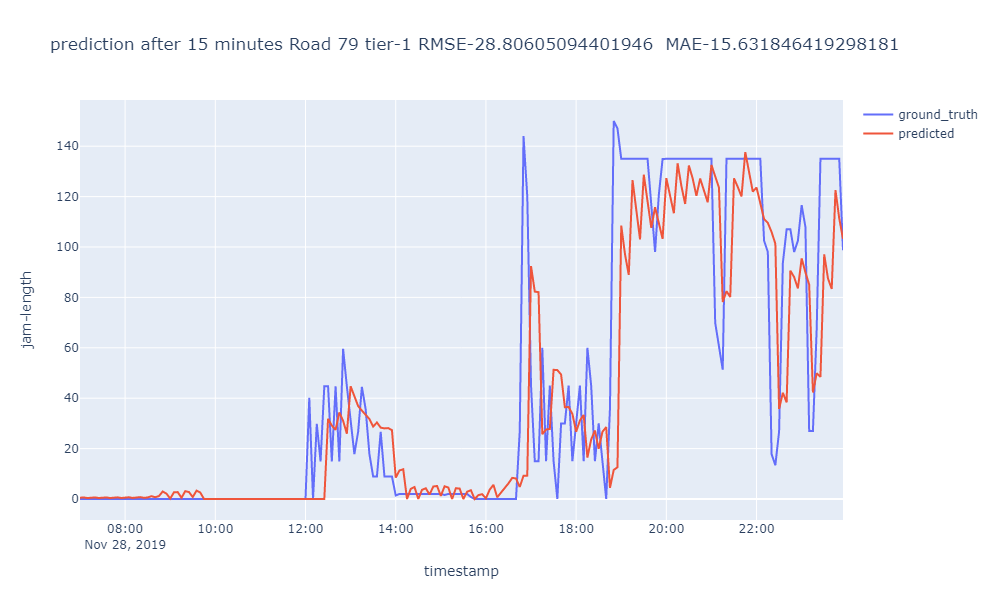 prediction after 15 minutes Road 79 tier-1 RMSE-28.80605094401946 MAE-15.631846419298181
ground_truth
predicted
140
120
100
80
60
40
20
0
jam-length
08:00 10:00 12:00 14:00 16:00 18:00 20:00 22:00
Nov 28, 2019
timestamp